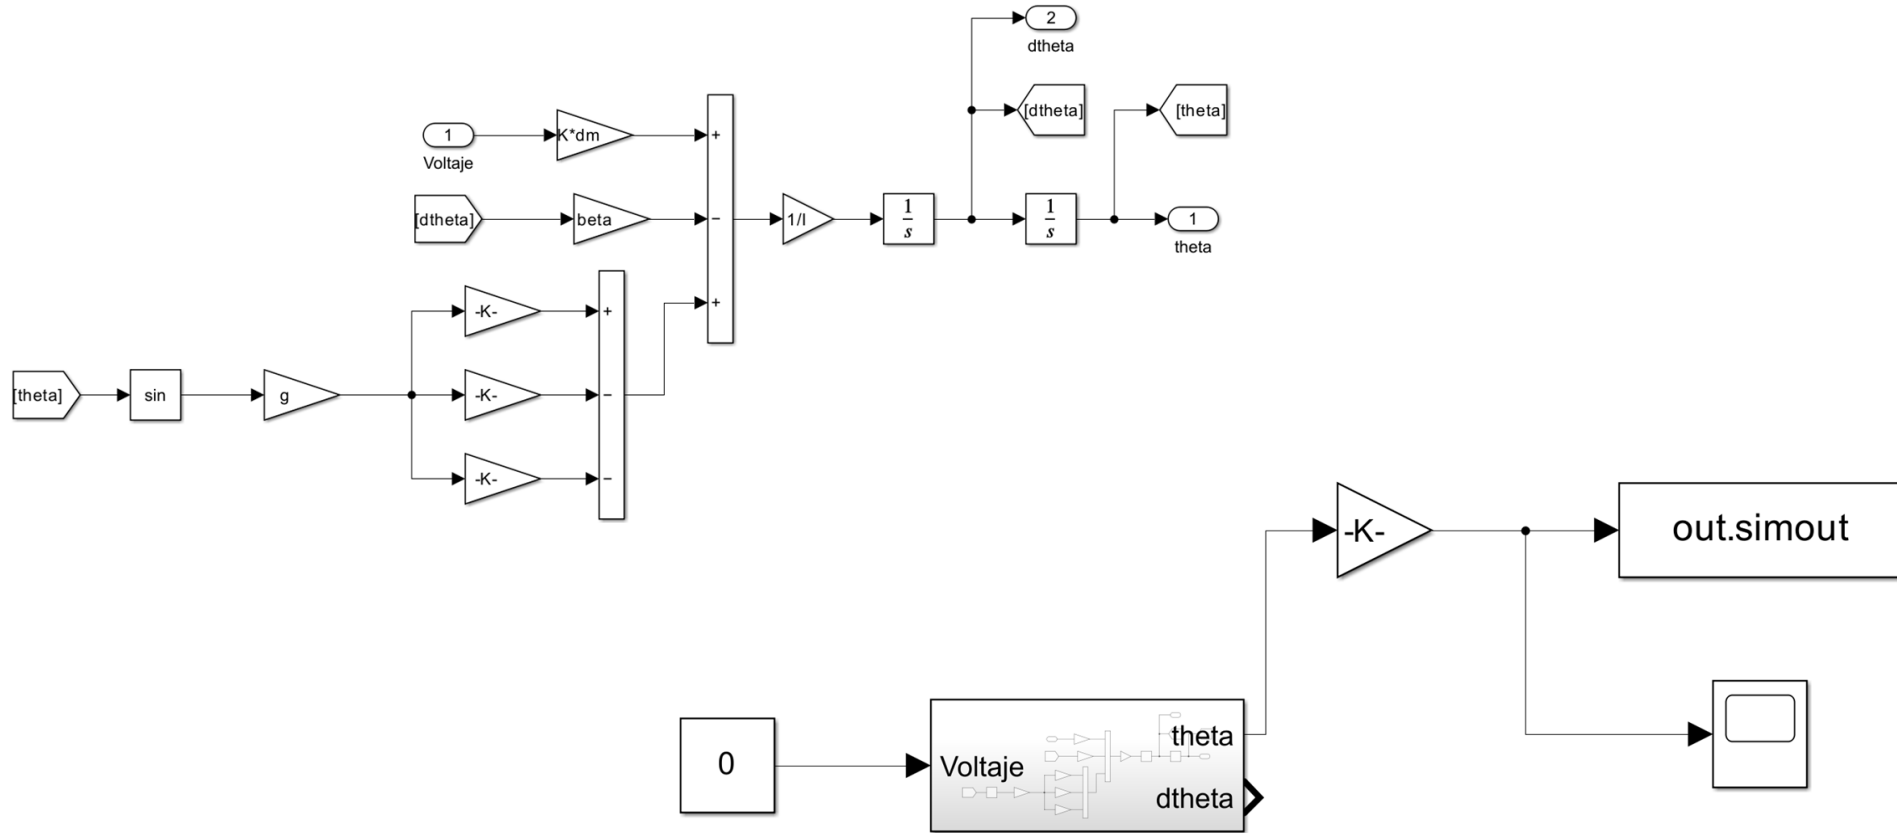 2
dtheta
[dtheta]
[theta]
1
Voltaje
K*dm
+
[dtheta]
beta
−
1/I
1
s
1
s
1
theta
+
-K-
+
[theta]
sin
g
-K-
−
-K-
−
-K-
out.simout
0
Voltaje
theta
dtheta